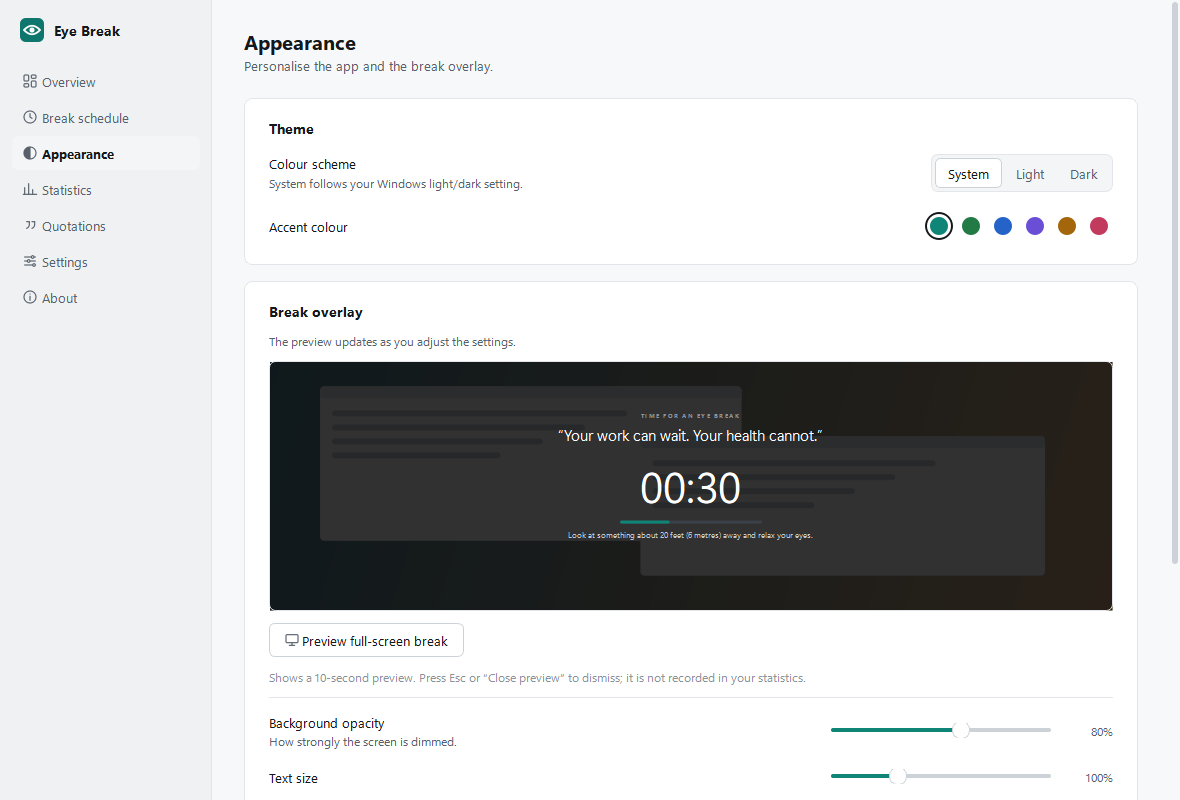 Eye Break
Overview
Break schedule
Appearance
Statistics
Quotations
Settings
About
Appearance
Personalise the app and the break overlay.
Theme
Colour scheme
System follows your Windows light/dark setting.
System Light Dark
Accent colour
Break overlay
The preview updates as you adjust the settings.
TIME FOR AN EYE BREAK
“Your work can wait. Your health cannot.”
00:30
Look at something about 20 feet (6 metres) away and relax your eyes.
Preview full-screen break
Shows a 10-second preview. Press Esc or “Close preview” to dismiss; it is not recorded in your statistics.
Background opacity
How strongly the screen is dimmed.
80%
Text size
100%